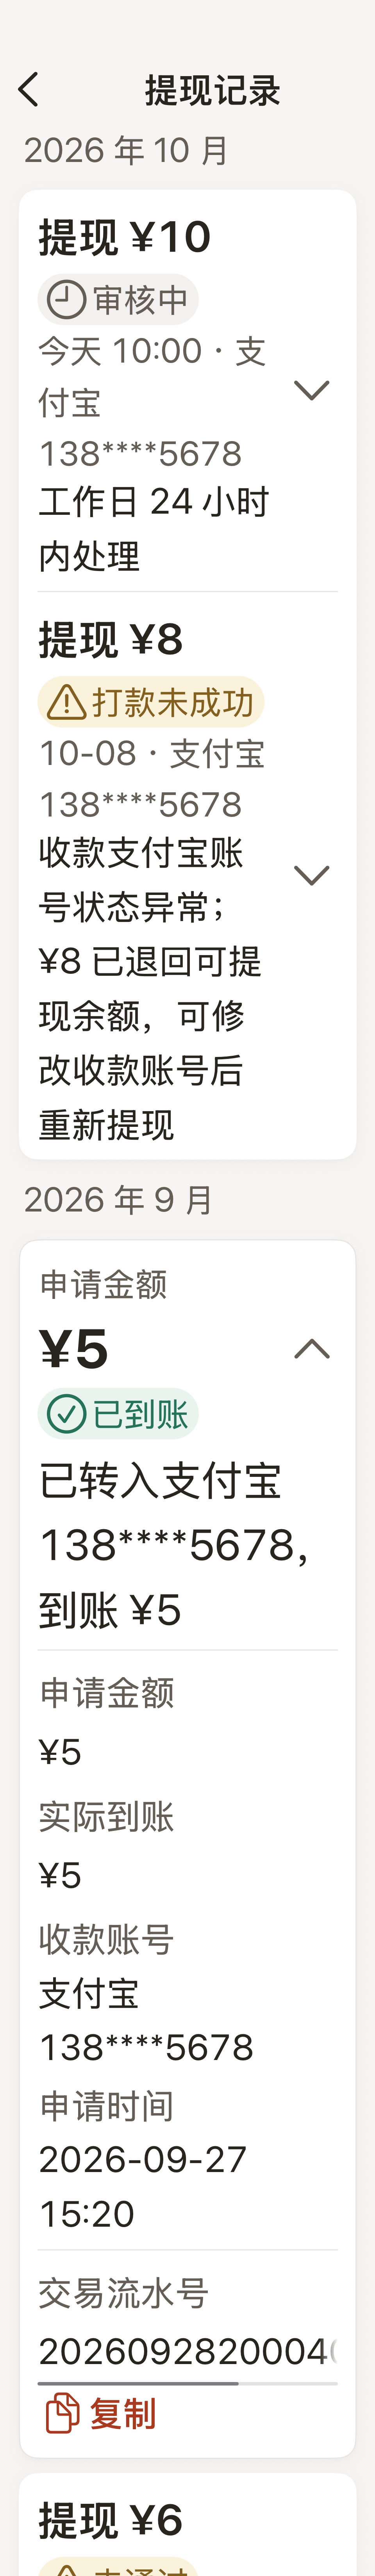 提现记录
2026 年 10 月
提现 ¥10
审核中
今天 10:00 · 支
付宝
138****5678
工作日 24 小时
内处理
提现 ¥8
打款未成功
10-08 · 支付宝
138****5678
收款支付宝账
号状态异常；
¥8 已退回可提
现余额，可修
改收款账号后
重新提现
2026 年 9 月
申请金额
¥5
已到账
已转入支付宝
138****5678，
到账 ¥5
申请金额
¥5
实际到账
¥5
收款账号
支付宝
138****5678
申请时间
2026-09-27
15:20
交易流水号
2026092820004
复制
提现 ¥6